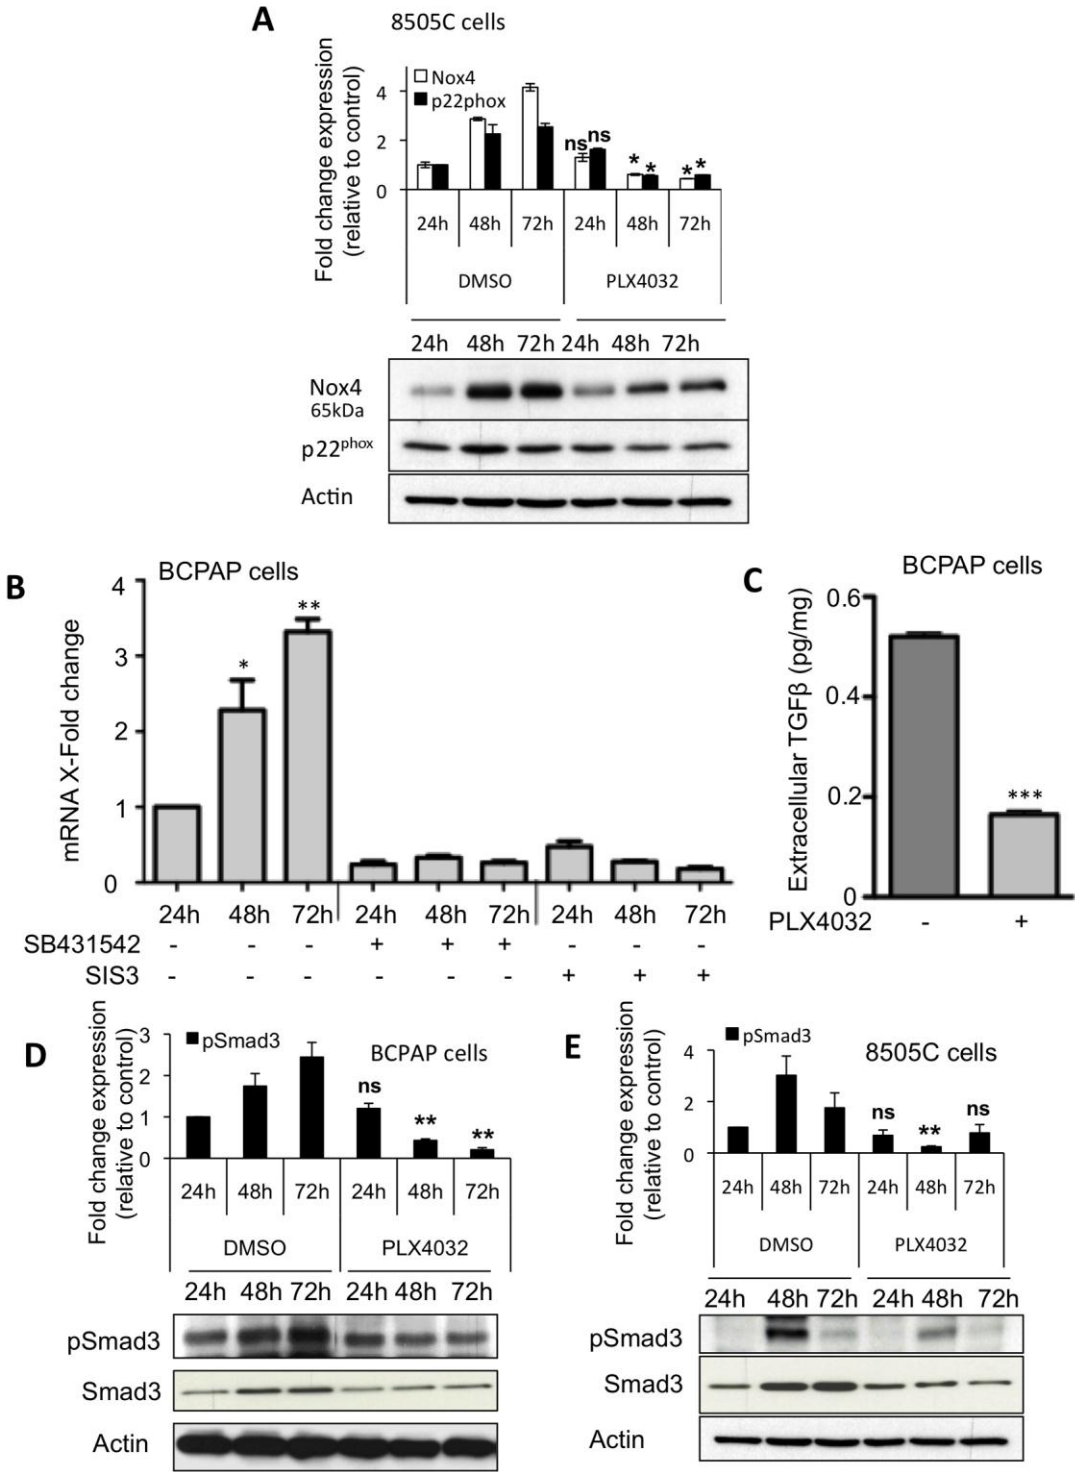 A
8505C cells
Fold change expression
(relative to control)
4
2
0
Nox4
p22phox
ns ns
* *
* *
24h 48h 72h 24h 48h 72h
DMSO PLX4032
24h 48h 72h 24h 48h 72h
Nox4
65kDa
p22phox
Actin
B
BCPAP cells
mRNA X-Fold change
4
3
2
1
0
*
**
24h 48h 72h 24h 48h 72h 24h 48h 72h
SB431542 - - - + + + - - -
SIS3 - - - - - - + + +
C
BCPAP cells
Extracellular TGFβ (pg/mg)
0.6
0.4
0.2
0
***
PLX4032 - +
D
Fold change expression
(relative to control)
3
2
1
0
pSmad3
BCPAP cells
ns
**
**
24h 48h 72h 24h 48h 72h
DMSO PLX4032
24h 48h 72h 24h 48h 72h
pSmad3
Smad3
Actin
E
Fold change expression
(relative to control)
4
2
0
pSmad3
8505C cells
ns
**
ns
24h 48h 72h 24h 48h 72h
DMSO PLX4032
24h 48h 72h 24h 48h 72h
pSmad3
Smad3
Actin